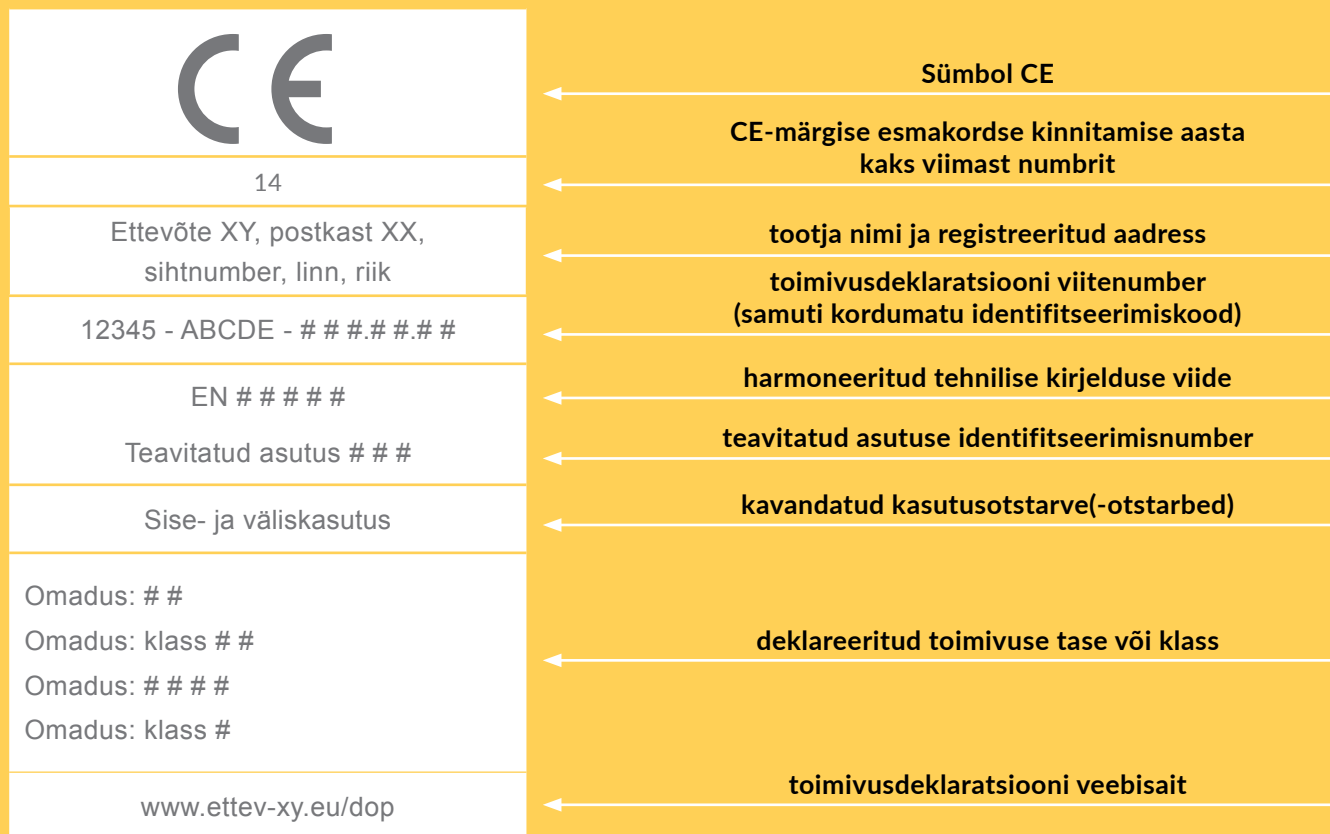 CE
Sümbol CE
CE-märgise esmakordse kinnitamise aasta
kaks viimast numbrit
14
Ettevõte XY, postkast XX,
sihtnumber, linn, riik
tootja nimi ja registreeritud aadress
toimivusdeklaratsiooni viitenumber
(samuti kordumatu identifitseerimiskood)
12345 - ABCDE - # # #.# #.# #
harmoneeritud tehnilise kirjelduse viide
EN # # # # #
teavitatud asutuse identifitseerimisnumber
Teavitatud asutus # # #
kavandatud kasutusotstarve(-otstarbed)
Sise- ja väliskasutus
Omadus: # #
Omadus: klass # #
Omadus: # # # #
Omadus: klass #
deklareeritud toimivuse tase või klass
toimivusdeklaratsiooni veebisait
www.ettev-xy.eu/dop